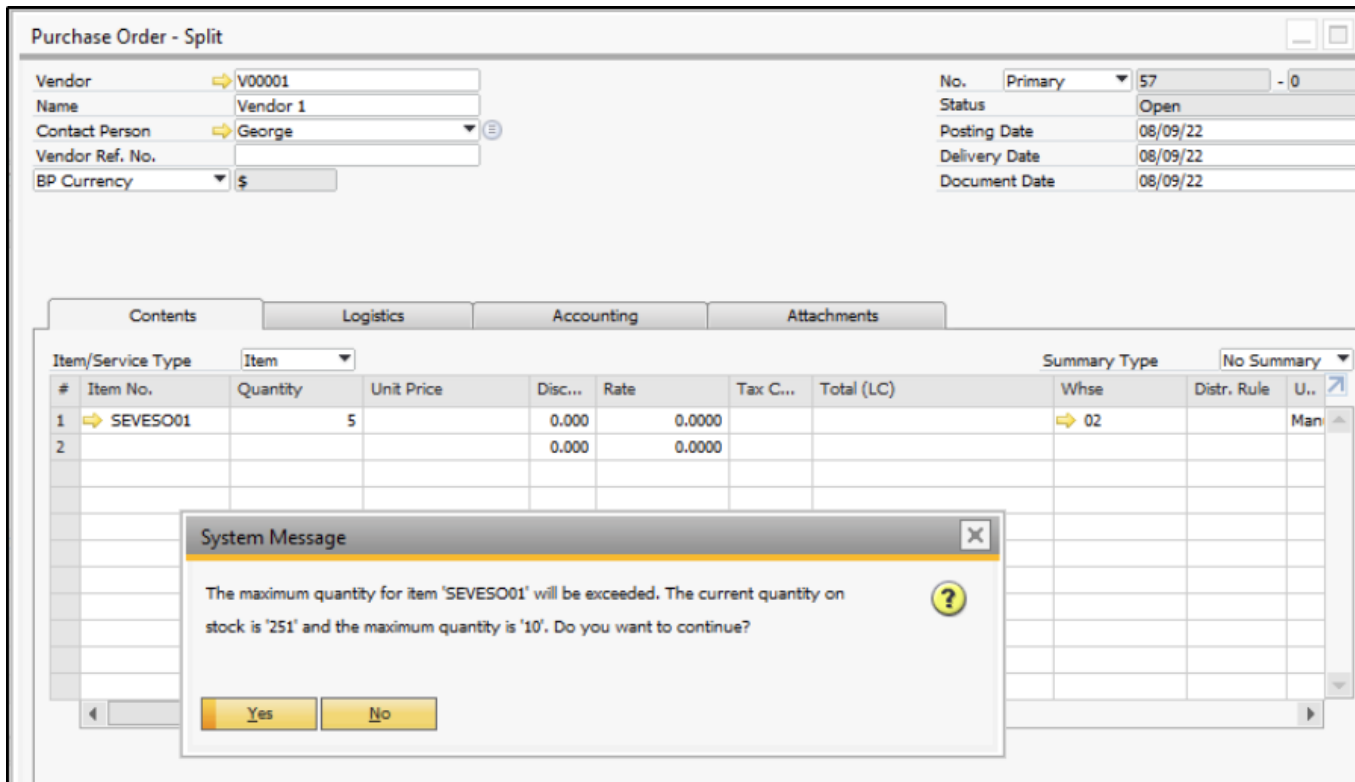 Purchase Order - Split
Vendor V00001 No. Primary 57 - 0
Name Vendor 1 Status Open
Contact Person George Posting Date 08/09/22
Vendor Ref. No. Delivery Date 08/09/22
BP Currency $ Document Date 08/09/22
Contents Logistics Accounting Attachments
Item/Service Type Item Summary Type No Summary
# Item No. Quantity Unit Price Disc... Rate Tax C... Total (LC) Whse Distr. Rule U..
1 SEVESO01 5 0.000 0.0000 02 Man
2 0.000 0.0000
System Message
The maximum quantity for item 'SEVESO01' will be exceeded. The current quantity on
stock is '251' and the maximum quantity is '10'. Do you want to continue?
Yes No